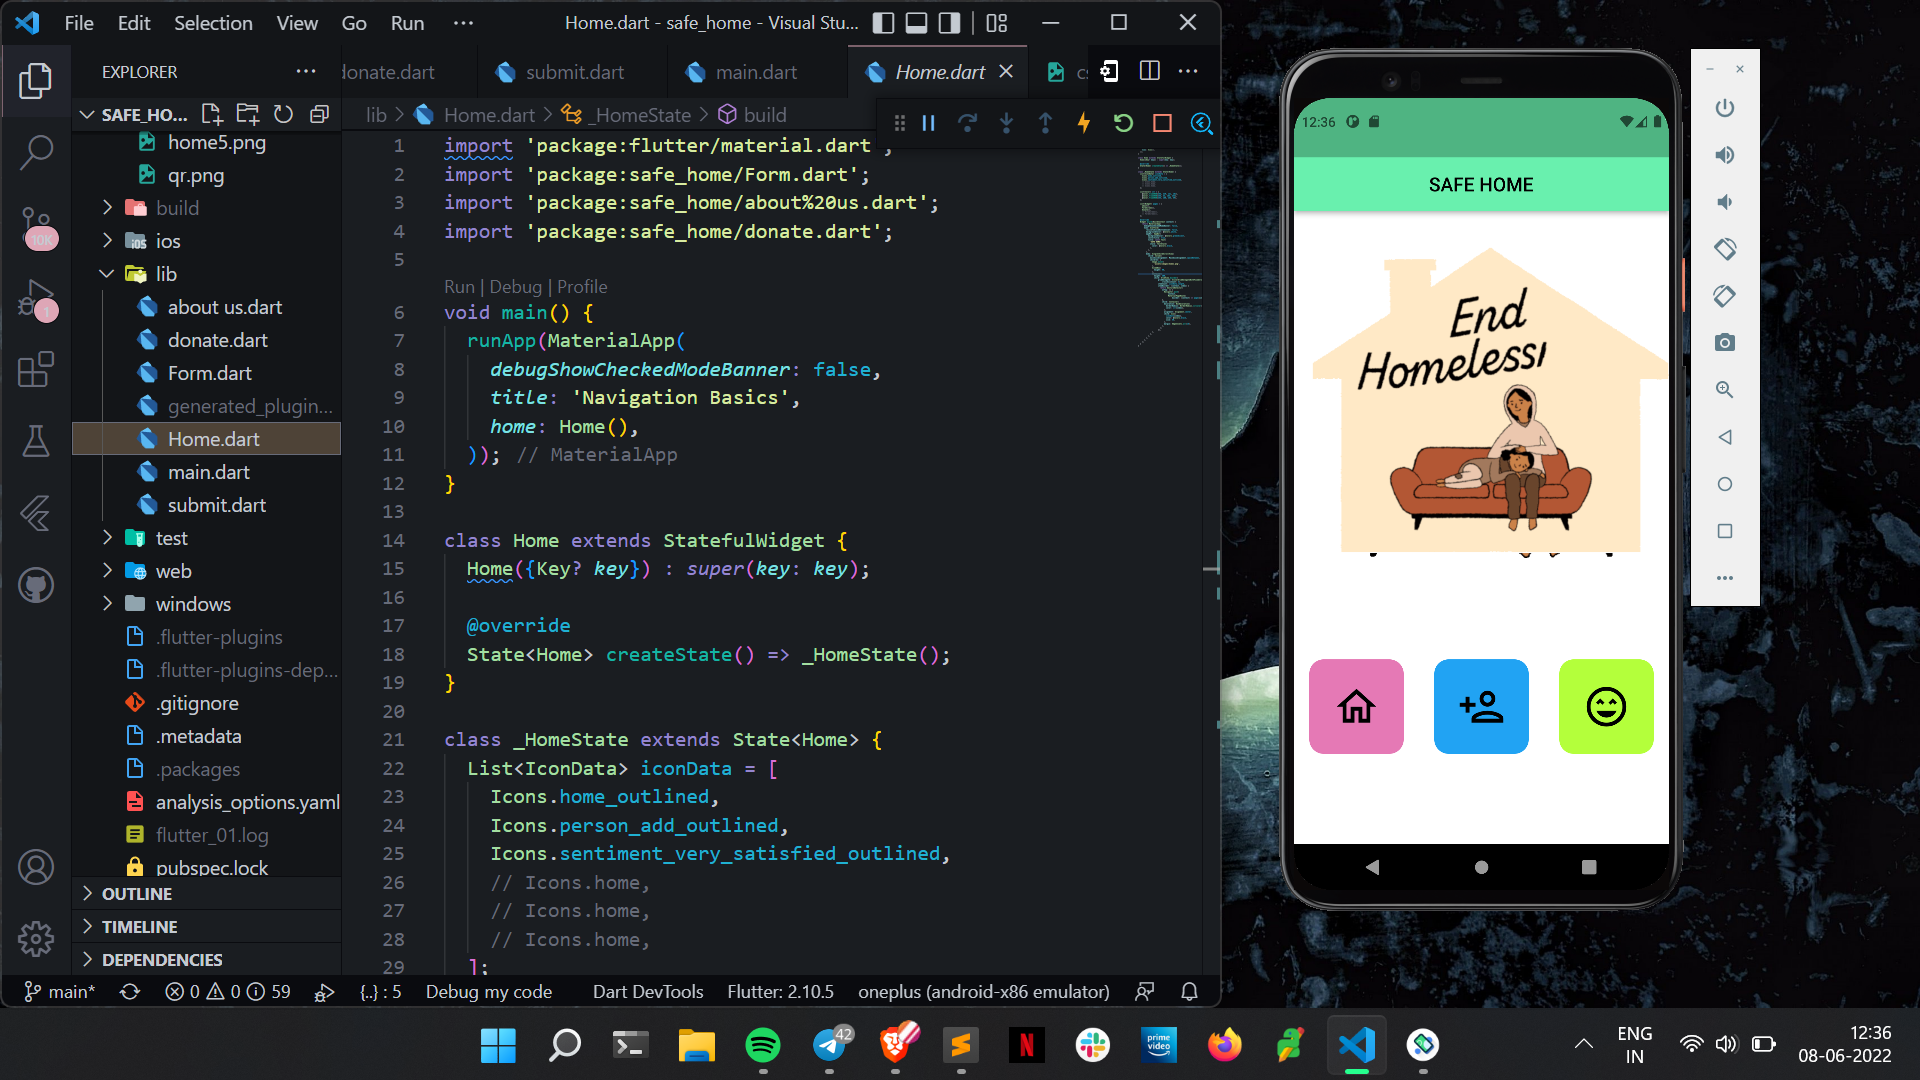 File Edit Selection View Go Run ··· Home.dart - safe_home - Visual Stu...
EXPLORER
SAFE_HO...
home5.png
qr.png
build
ios
lib
about us.dart
donate.dart
Form.dart
generated_plugin...
Home.dart
main.dart
submit.dart
test
web
windows
.flutter-plugins
.flutter-plugins-dep...
.gitignore
.metadata
.packages
analysis_options.yaml
flutter_01.log
pubspec.lock
OUTLINE
TIMELINE
DEPENDENCIES
10K
1
donate.dart submit.dart main.dart Home.dart cs
lib > Home.dart > _HomeState > build
1 import 'package:flutter/material.dart';
2 import 'package:safe_home/Form.dart';
3 import 'package:safe_home/about%20us.dart';
4 import 'package:safe_home/donate.dart';
5
Run | Debug | Profile
6 void main() {
7 runApp(MaterialApp(
8 debugShowCheckedModeBanner: false,
9 title: 'Navigation Basics',
10 home: Home(),
11 )); // MaterialApp
12 }
13
14 class Home extends StatefulWidget {
15 Home({Key? key}) : super(key: key);
16
17 @override
18 State<Home> createState() => _HomeState();
19 }
20
21 class _HomeState extends State<Home> {
22 List<IconData> iconData = [
23 Icons.home_outlined,
24 Icons.person_add_outlined,
25 Icons.sentiment_very_satisfied_outlined,
26 // Icons.home,
27 // Icons.home,
28 // Icons.home,
29 ];
main* 0 0 59 {..} : 5 Debug my code Dart DevTools Flutter: 2.10.5 oneplus (android-x86 emulator)
12:36
SAFE HOME
End
Homelessn
42
prime video
ENG
IN
12:36
08-06-2022